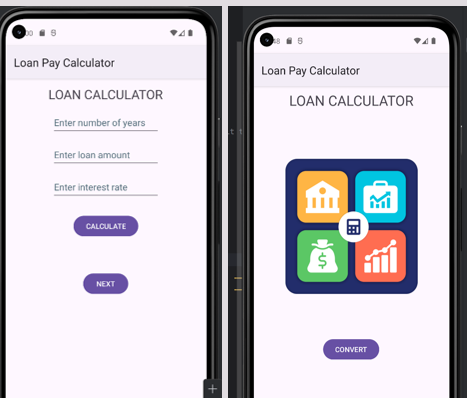 Loan Pay Calculator
LOAN CALCULATOR
Enter number of years
Enter loan amount
Enter interest rate
CALCULATE
NEXT
Loan Pay Calculator
LOAN CALCULATOR
CONVERT